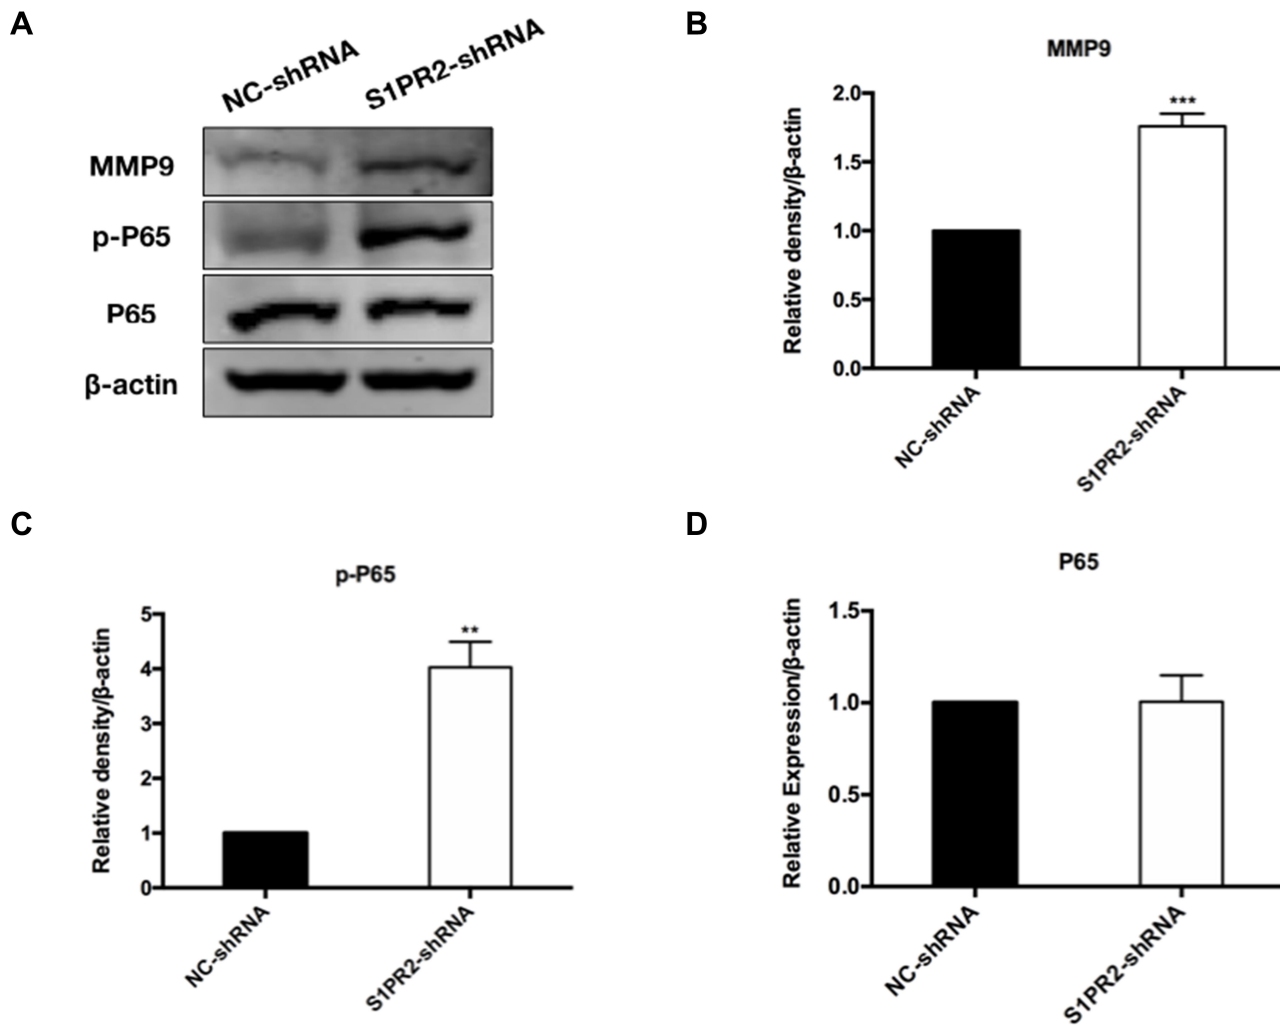 A
NC-shRNA
S1PR2-shRNA
MMP9
p-P65
P65
β-actin
B
MMP9
Relative density/β-actin
2.0
1.5
1.0
0.5
0.0
***
NC-shRNA
S1PR2-shRNA
C
p-P65
Relative density/β-actin
5
4
3
2
1
0
**
NC-shRNA
S1PR2-shRNA
D
P65
Relative Expression/β-actin
1.5
1.0
0.5
0.0
NC-shRNA
S1PR2-shRNA